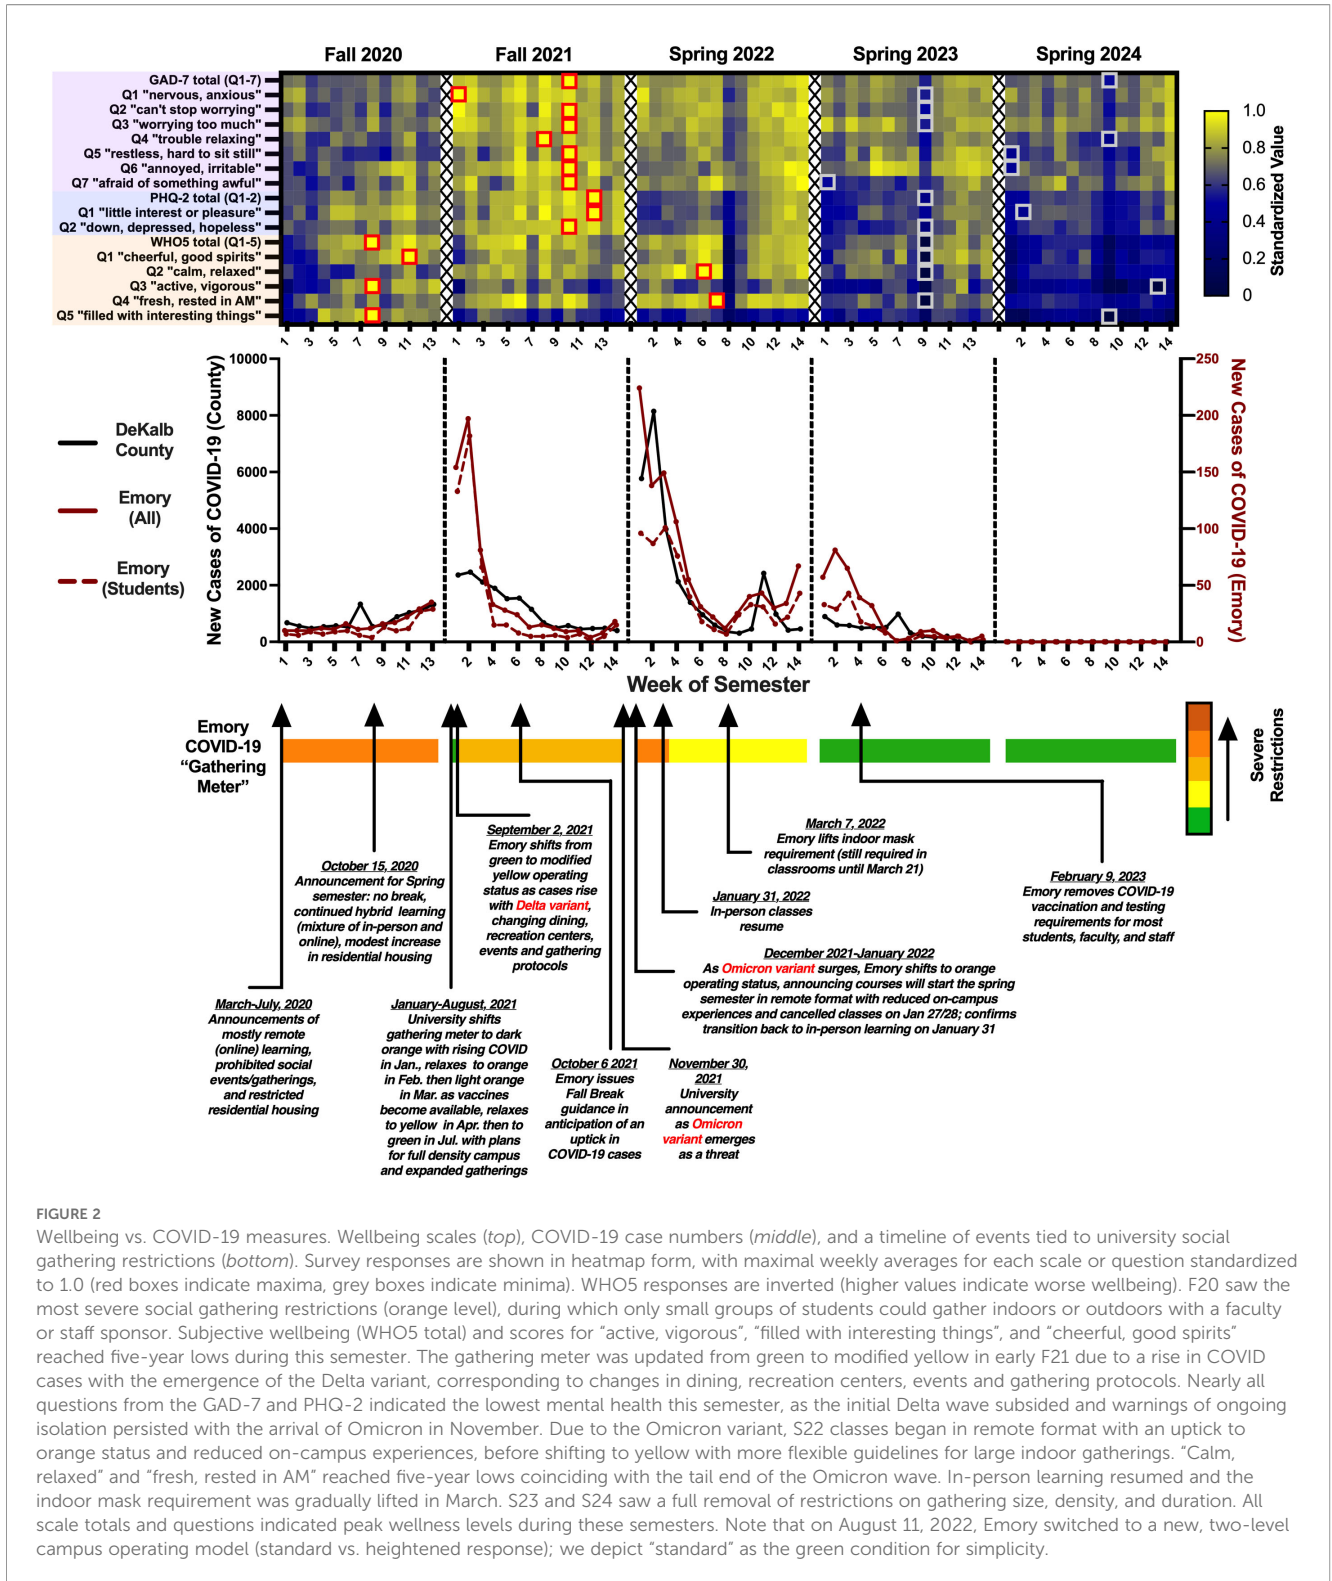 Fall 2020
Fall 2021
Spring 2022
Spring 2023
Spring 2024
GAD-7 total (Q1-7)
Q1 "nervous, anxious"
Q2 "can't stop worrying"
Q3 "worrying too much"
Q4 "trouble relaxing"
Q5 "restless, hard to sit still"
Q6 "annoyed, irritable"
Q7 "afraid of something awful"
PHQ-2 total (Q1-2)
Q1 "little interest or pleasure"
Q2 "down, depressed, hopeless"
WHO5 total (Q1-5)
Q1 "cheerful, good spirits"
Q2 "calm, relaxed"
Q3 "active, vigorous"
Q4 "fresh, rested in AM"
Q5 "filled with interesting things"
1.0
0.8
0.6
0.4
0.2
0
Standardized Value
1 3 5 7 9 11 13
1 3 5 7 9 11 13
2 4 6 8 10 12 14
1 3 5 7 9 11 13
2 4 6 8 10 12 14
DeKalb
County
Emory
(All)
Emory
(Students)
New Cases of COVID-19 (County)
10000
8000
6000
4000
2000
0
250
200
150
100
50
0
New Cases of COVID-19 (Emory)
1 3 5 7 9 11 13
2 4 6 8 10 12 14
2 4 6 8 10 12 14
2 4 6 8 10 12 14
2 4 6 8 10 12 14
Week of Semester
Emory
COVID-19
“Gathering
Meter”
Severe
Restrictions
March-July, 2020
Announcements of
mostly remote
(online) learning,
prohibited social
events/gatherings,
and restricted
residential housing
October 15, 2020
Announcement for Spring
semester: no break,
continued hybrid learning
(mixture of in-person and
online), modest increase
in residential housing
January-August, 2021
University shifts
gathering meter to dark
orange with rising COVID
in Jan., relaxes to orange
in Feb. then light orange
in Mar. as vaccines
become available, relaxes
to yellow in Apr. then to
green in Jul. with plans
for full density campus
and expanded gatherings
September 2, 2021
Emory shifts from
green to modified
yellow operating
status as cases rise
with Delta variant,
changing dining,
recreation centers,
events and gathering
protocols
October 6 2021
Emory issues
Fall Break
guidance in
anticipation of an
uptick in
COVID-19 cases
November 30,
2021
University
announcement
as Omicron
variant emerges
as a threat
December 2021-January 2022
As Omicron variant surges, Emory shifts to orange
operating status, announcing courses will start the spring
semester in remote format with reduced on-campus
experiences and cancelled classes on Jan 27/28; confirms
transition back to in-person learning on January 31
January 31, 2022
In-person classes
resume
March 7, 2022
Emory lifts indoor mask
requirement (still required in
classrooms until March 21)
February 9, 2023
Emory removes COVID-19
vaccination and testing
requirements for most
students, faculty, and staff
FIGURE 2
Wellbeing vs. COVID-19 measures. Wellbeing scales (top), COVID-19 case numbers (middle), and a timeline of events tied to university social
gathering restrictions (bottom). Survey responses are shown in heatmap form, with maximal weekly averages for each scale or question standardized
to 1.0 (red boxes indicate maxima, grey boxes indicate minima). WHO5 responses are inverted (higher values indicate worse wellbeing). F20 saw the
most severe social gathering restrictions (orange level), during which only small groups of students could gather indoors or outdoors with a faculty
or staff sponsor. Subjective wellbeing (WHO5 total) and scores for “active, vigorous”, “filled with interesting things”, and “cheerful, good spirits”
reached five-year lows during this semester. The gathering meter was updated from green to modified yellow in early F21 due to a rise in COVID
cases with the emergence of the Delta variant, corresponding to changes in dining, recreation centers, events and gathering protocols. Nearly all
questions from the GAD-7 and PHQ-2 indicated the lowest mental health this semester, as the initial Delta wave subsided and warnings of ongoing
isolation persisted with the arrival of Omicron in November. Due to the Omicron variant, S22 classes began in remote format with an uptick to
orange status and reduced on-campus experiences, before shifting to yellow with more flexible guidelines for large indoor gatherings. “Calm,
relaxed” and “fresh, rested in AM” reached five-year lows coinciding with the tail end of the Omicron wave. In-person learning resumed and the
indoor mask requirement was gradually lifted in March. S23 and S24 saw a full removal of restrictions on gathering size, density, and duration. All
scale totals and questions indicated peak wellness levels during these semesters. Note that on August 11, 2022, Emory switched to a new, two-level
campus operating model (standard vs. heightened response); we depict “standard” as the green condition for simplicity.